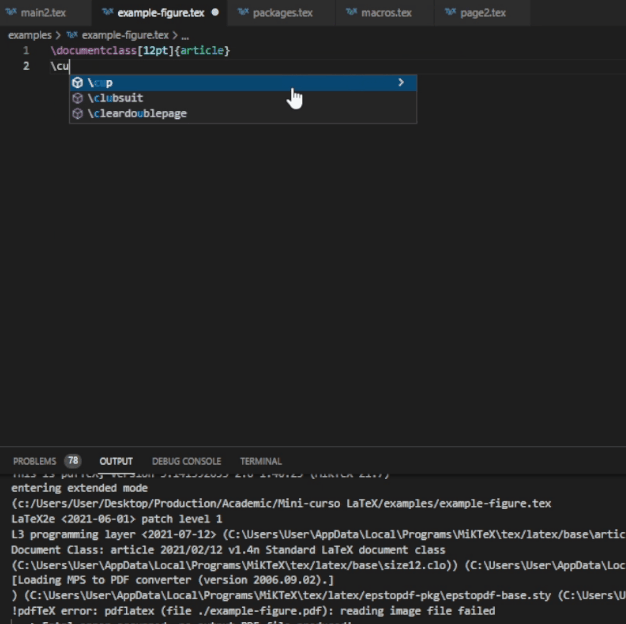 main2.tex example-figure.tex packages.tex macros.tex page2.tex
examples > example-figure.tex > ...
1 \documentclass[12pt]{article}
2 \cu
\cup
\clubsuit
\cleardoublepage
PROBLEMS 78 OUTPUT DEBUG CONSOLE TERMINAL
entering extended mode
(c:/Users/User/Desktop/Production/Academic/Mini-curso LaTeX/examples/example-figure.tex
LaTeX2e <2021-06-01> patch level 1
L3 programming layer <2021-07-12> (C:\Users\User\AppData\Local\Programs\MiKTeX\tex/latex/base\artic
Document Class: article 2021/02/12 v1.4n Standard LaTeX document class
(C:\Users\User\AppData\Local\Programs\MiKTeX\tex/latex/base\size12.clo)) (C:\Users\User\AppData\Loc
[Loading MPS to PDF converter (version 2006.09.02).]
) (C:\Users\User\AppData\Local\Programs\MiKTeX\tex/latex/epstopdf-pkg\epstopdf-base.sty (C:\Users\U
!pdfTeX error: pdflatex (file ./example-figure.pdf): reading image file failed